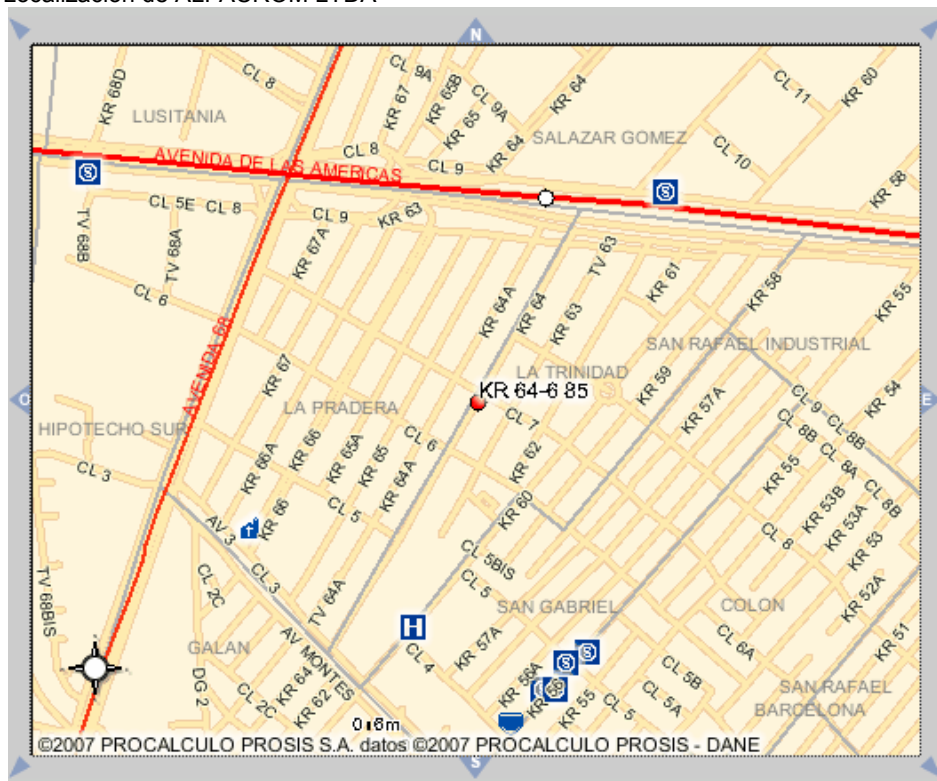 N
CL 8
CL 9A
KR 65B
KR 64
CL 11
KR 60
KR 68D
KR 67
KR 65
CL 9A
LUSITANIA
KR 64
SALAZAR GOMEZ
CL 10
CL 8
AVENIDA DE LAS AMERICAS
CL 9
KR 58
CL 5E
CL 8
CL 9
KR 63
TV 68B
TV 68A
KR 67A
TV 63
KR 61
KR 58
CL 6
KR 64A
KR 64
KR 63
KR 55
AVENIDA 68
SAN RAFAEL INDUSTRIAL
KR 67
LA TRINIDAD
KR 59
KR 64-6 85
KR 57A
KR 54
O
E
LA PRADERA
CL 7
CL 9
CL 8B
HIPOTECHO SUR
CL 6
CL 8B
KR 66A
KR 66
KR 65A
KR 65
KR 64A
KR 62
KR 55
CL 8A
CL 3
CL 5
KR 60
KR 53B
CL 8B
KR 66
AV 3
KR 53A
CL 8
KR 53
CL 3
CL 5BIS
TV 68BIS
CL 2C
TV 64A
CL 5
KR 52A
SAN GABRIEL
COLON
H
GALAN
AV MONTES
CL 4
KR 57A
CL 6A
KR 51
DG 2
CL 2C
KR 64
KR 62
KR 56A
KR 55
CL 5
CL 5B
CL 5A
SAN RAFAEL
BARCELONA
©2007 PROCALCULO PROSIS S.A. datos ©2007 PROCALCULO PROSIS - DANE
S